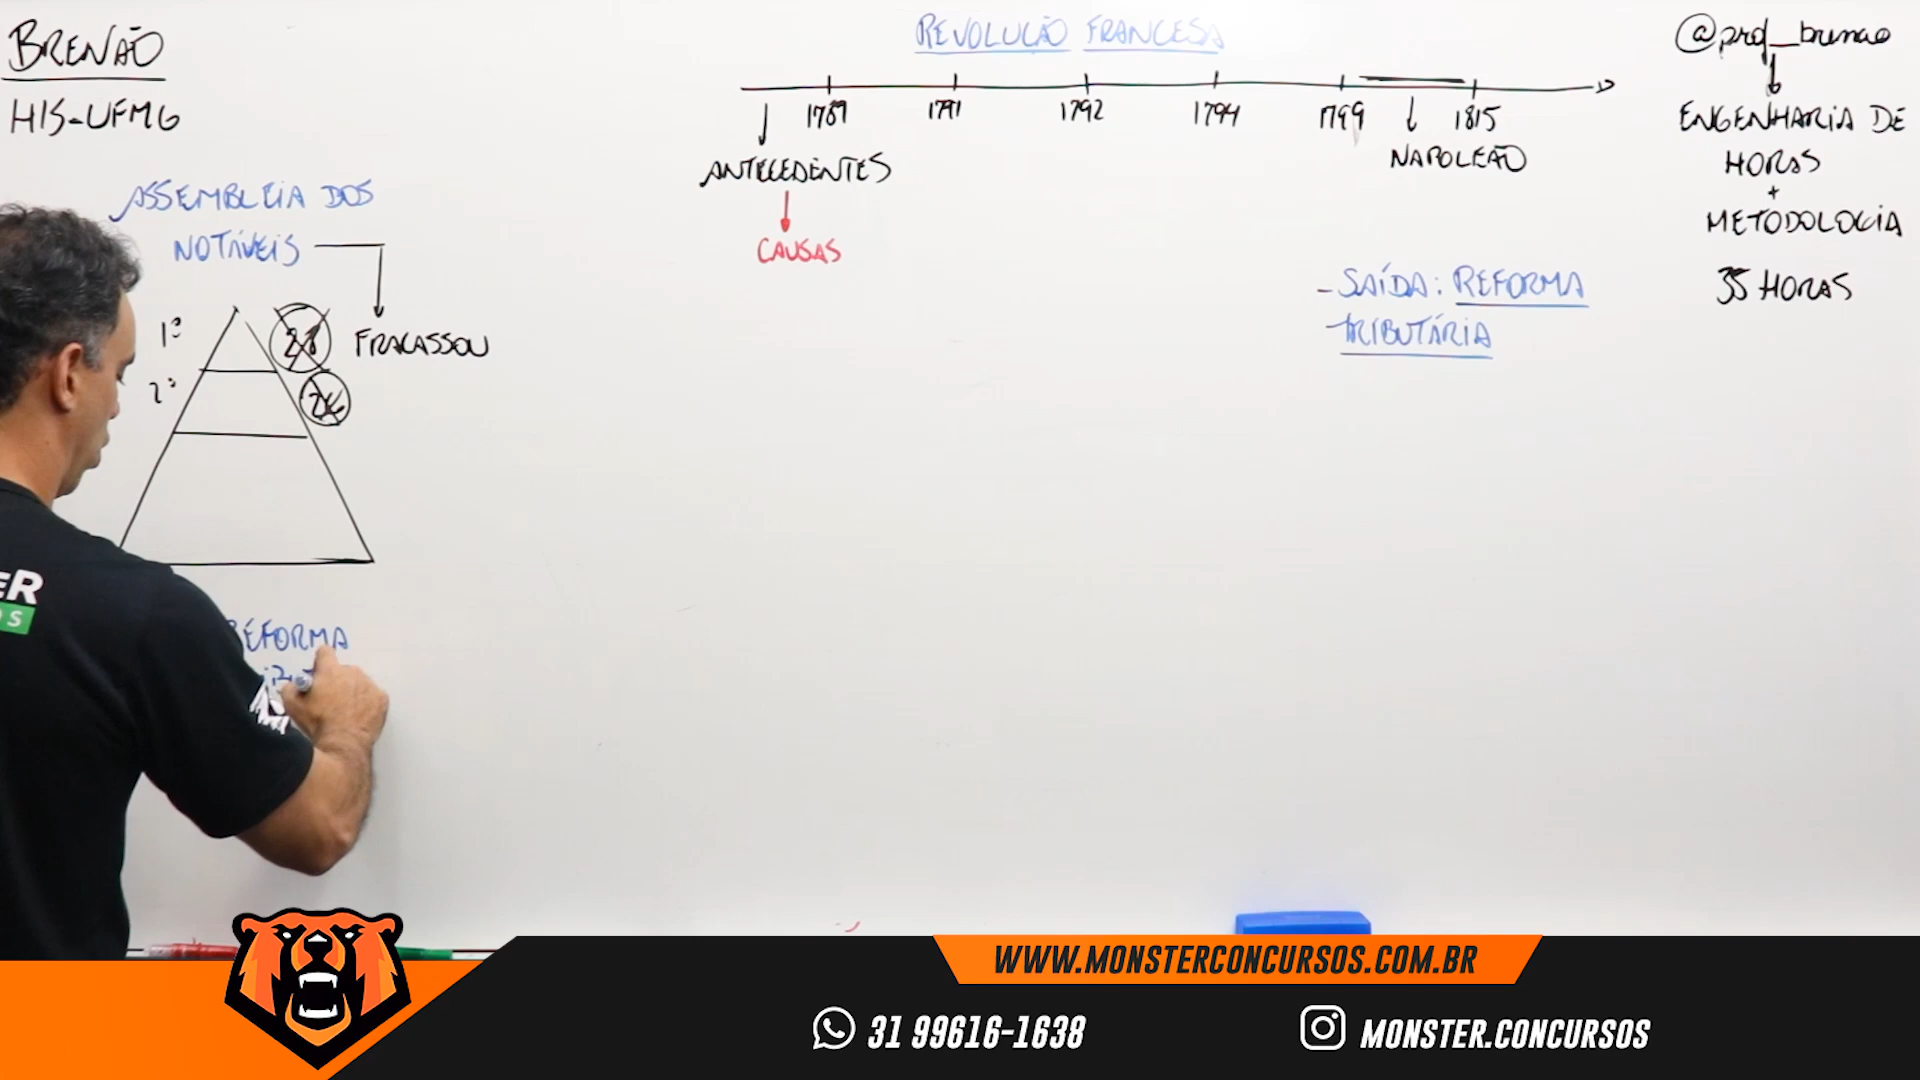 BRENÃO
HIS-UFMG
REVOLUÇÃO FRANCESA
1789
1791
1792
1794
1799
1815
ANTECEDENTES
NAPOLEÃO
CAUSAS
@prof_brenao
ENGENHARIA DE
HORAS
+
METODOLOGIA
35 HORAS
- SAÍDA: REFORMA
TRIBUTÁRIA
ASSEMBLEIA DOS
NOTÁVEIS
FRACASSOU
1º
2º
REFORMA
WWW.MONSTERCONCURSOS.COM.BR
31 99616-1638
MONSTER.CONCURSOS